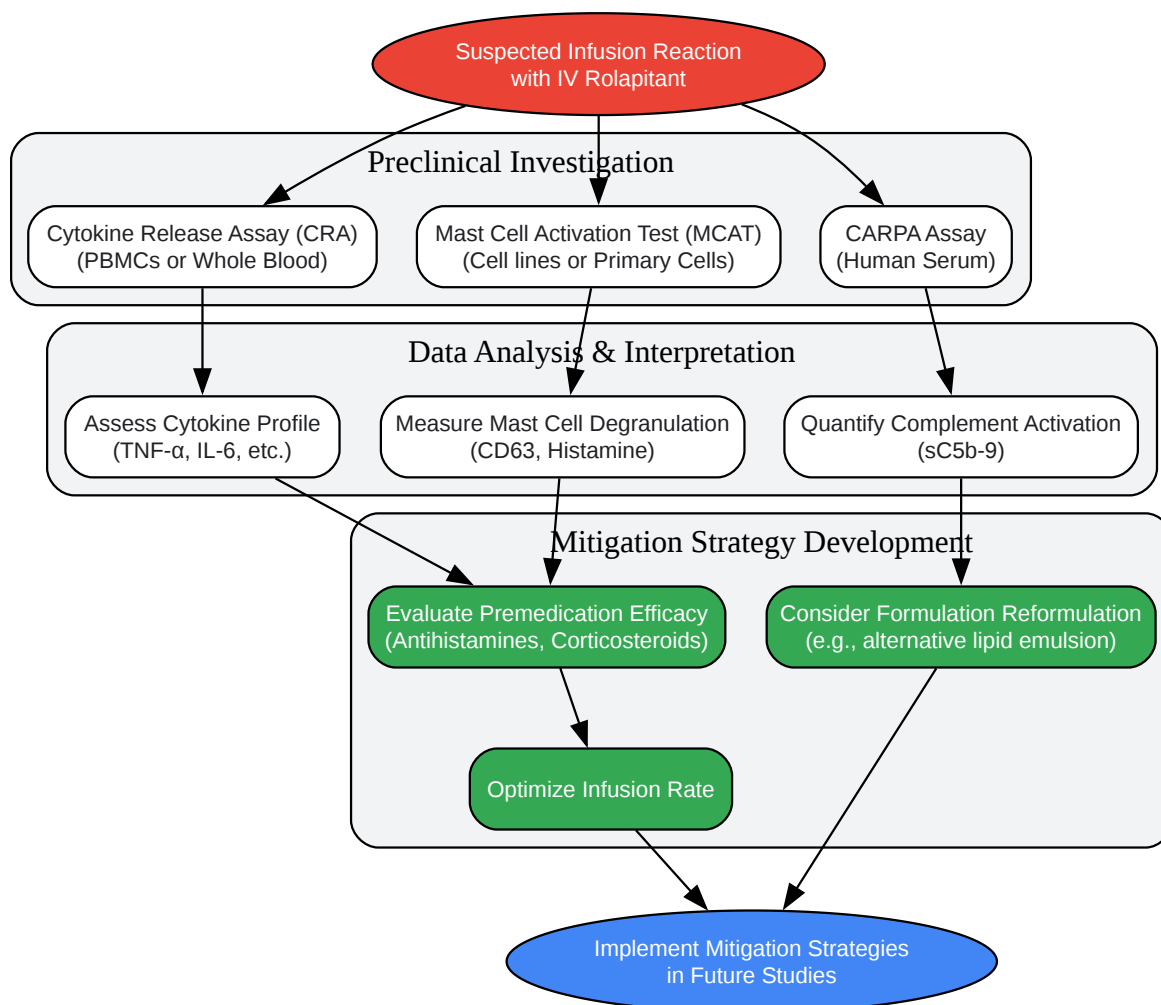 Suspected Infusion Reaction
with IV Rolapitant
Preclinical Investigation
Cytokine Release Assay (CRA)
(PBMCs or Whole Blood)
Mast Cell Activation Test (MCAT)
(Cell lines or Primary Cells)
CARPA Assay
(Human Serum)
Data Analysis & Interpretation
Assess Cytokine Profile
(TNF-α, IL-6, etc.)
Measure Mast Cell Degranulation
(CD63, Histamine)
Quantify Complement Activation
(sC5b-9)
Mitigation Strategy Development
Evaluate Premedication Efficacy
(Antihistamines, Corticosteroids)
Consider Formulation Reformulation
(e.g., alternative lipid emulsion)
Optimize Infusion Rate
Implement Mitigation Strategies
in Future Studies